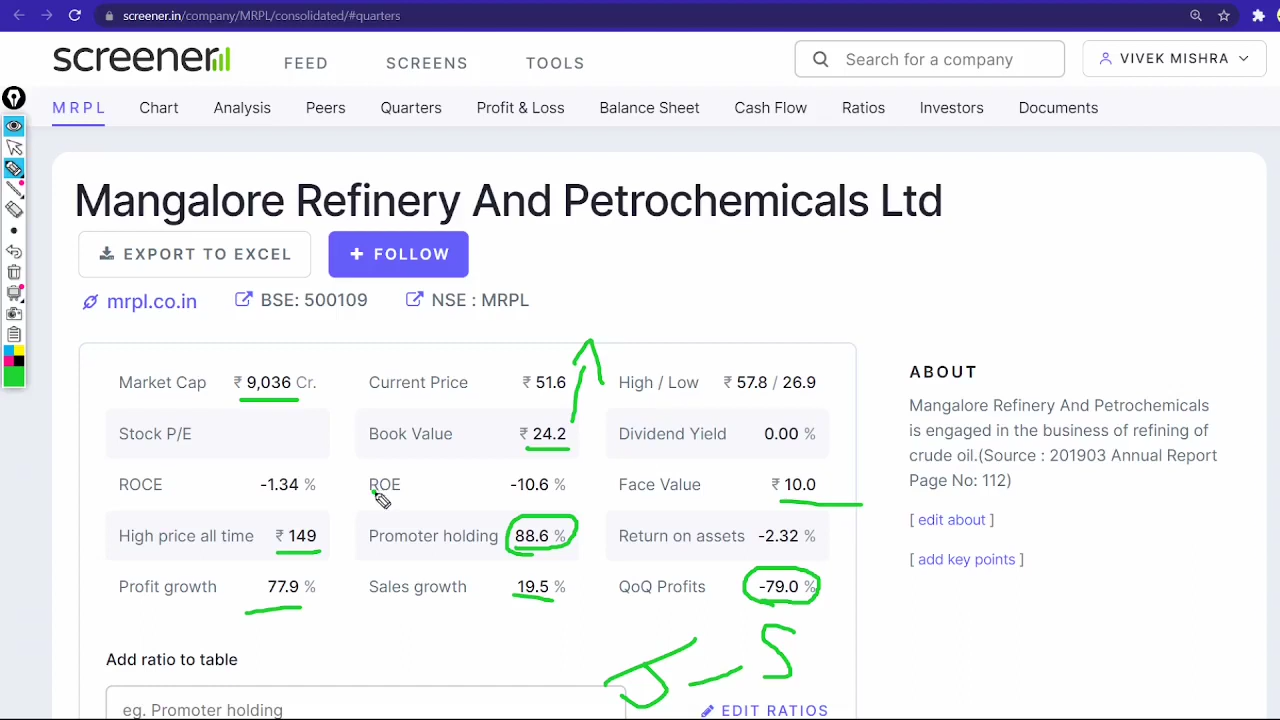 screener.in/company/MRPL/consolidated/#quarters
screener
FEED
SCREENS
TOOLS
Search for a company
VIVEK MISHRA
MRPL
Chart
Analysis
Peers
Quarters
Profit & Loss
Balance Sheet
Cash Flow
Ratios
Investors
Documents
Mangalore Refinery And Petrochemicals Ltd
EXPORT TO EXCEL
+ FOLLOW
mrpl.co.in
BSE: 500109
NSE : MRPL
Market Cap ₹ 9,036 Cr.
Current Price ₹ 51.6
High / Low ₹ 57.8 / 26.9
Stock P/E
Book Value ₹ 24.2
Dividend Yield 0.00 %
ROCE -1.34 %
ROE -10.6 %
Face Value ₹ 10.0
High price all time ₹ 149
Promoter holding 88.6 %
Return on assets -2.32 %
Profit growth 77.9 %
Sales growth 19.5 %
QoQ Profits -79.0 %
Add ratio to table
eg. Promoter holding
EDIT RATIOS
ABOUT
Mangalore Refinery And Petrochemicals
is engaged in the business of refining of
crude oil.(Source : 201903 Annual Report
Page No: 112)
[ edit about ]
[ add key points ]